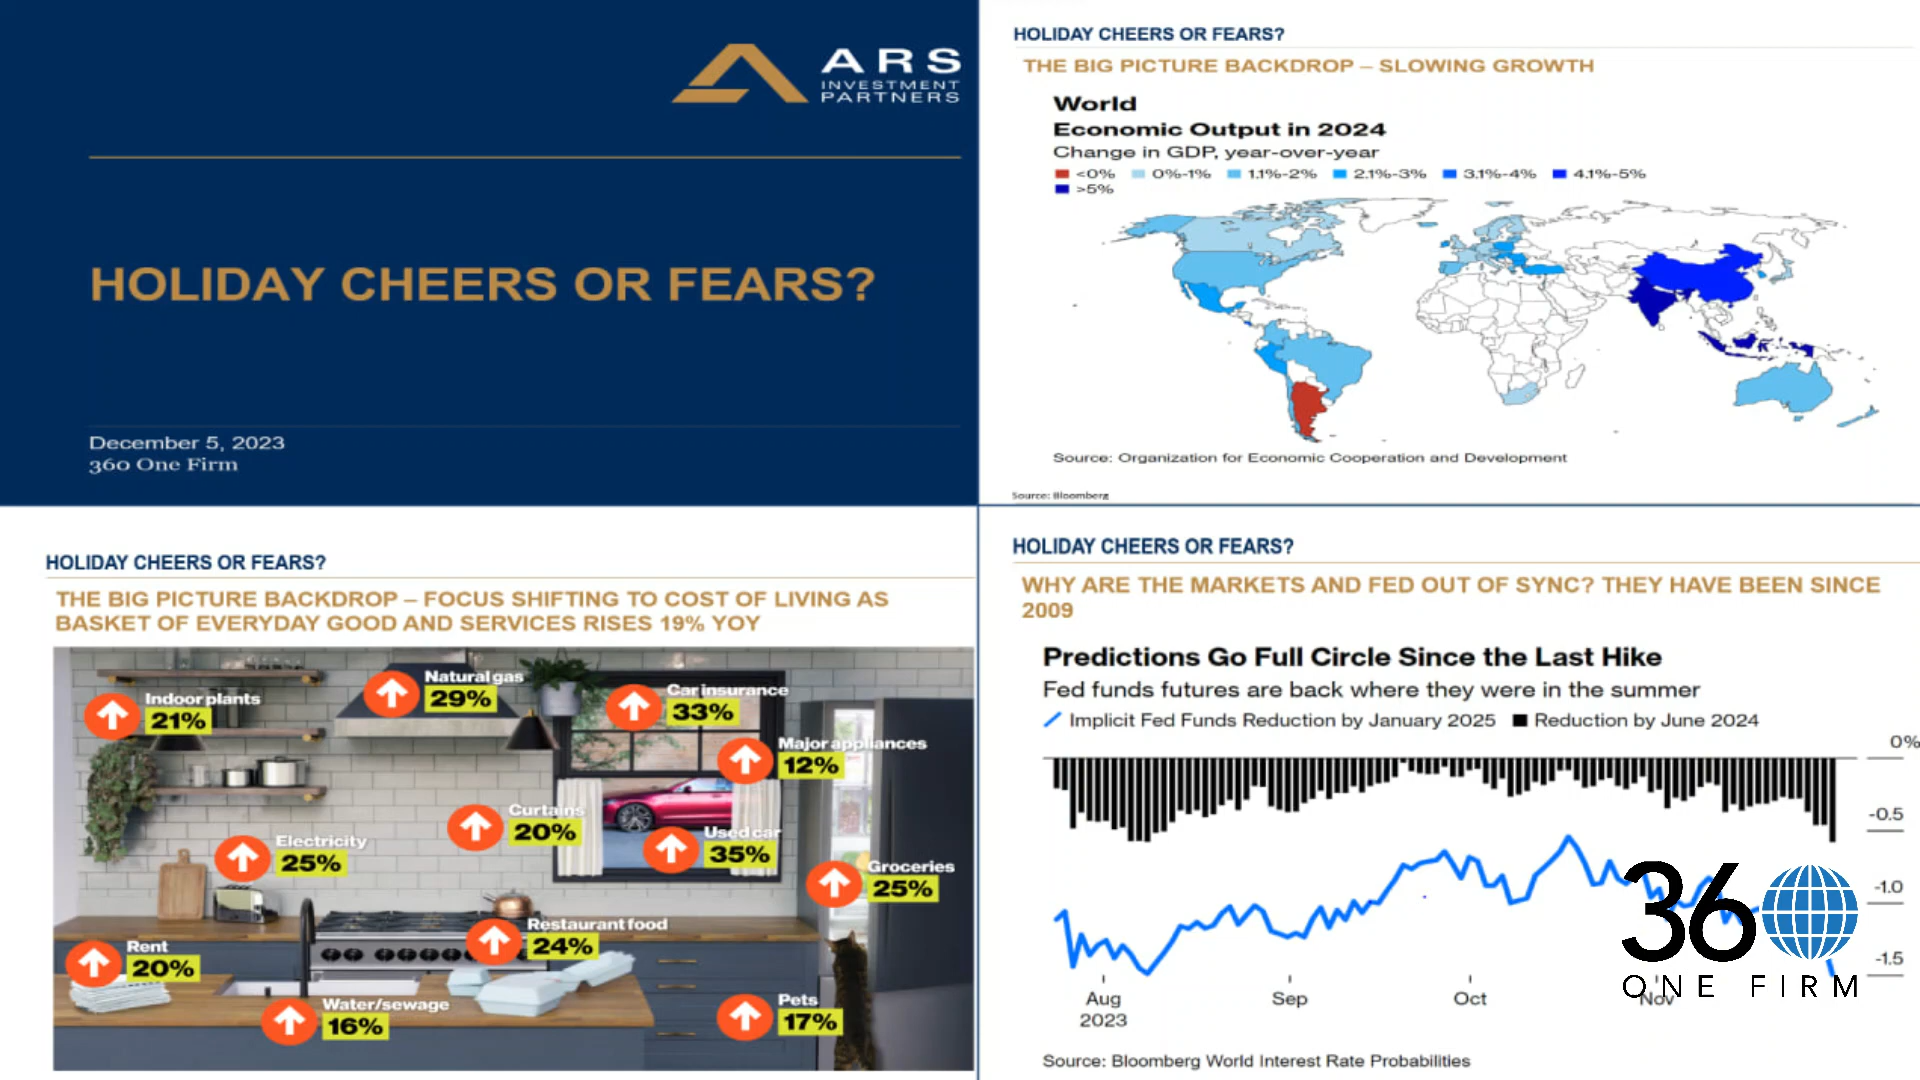 ARS
INVESTMENT
PARTNERS
HOLIDAY CHEERS OR FEARS?
December 5, 2023
360 One Firm
HOLIDAY CHEERS OR FEARS?
THE BIG PICTURE BACKDROP – SLOWING GROWTH
World
Economic Output in 2024
Change in GDP, year-over-year
<0% 0%-1% 1.1%-2% 2.1%-3% 3.1%-4% 4.1%-5%
>5%
Source: Organization for Economic Cooperation and Development
Source: Bloomberg
HOLIDAY CHEERS OR FEARS?
THE BIG PICTURE BACKDROP – FOCUS SHIFTING TO COST OF LIVING AS
BASKET OF EVERYDAY GOOD AND SERVICES RISES 19% YOY
Indoor plants
21%
Natural gas
29%
Car insurance
33%
Major appliances
12%
Curtains
20%
Used car
35%
Electricity
25%
Groceries
25%
Restaurant food
24%
Rent
20%
Water/sewage
16%
Pets
17%
HOLIDAY CHEERS OR FEARS?
WHY ARE THE MARKETS AND FED OUT OF SYNC? THEY HAVE BEEN SINCE
2009
Predictions Go Full Circle Since the Last Hike
Fed funds futures are back where they were in the summer
Implicit Fed Funds Reduction by January 2025 Reduction by June 2024
0%
-0.5
-1.0
-1.5
Aug Sep Oct Nov
2023
Source: Bloomberg World Interest Rate Probabilities
360
ONE FIRM